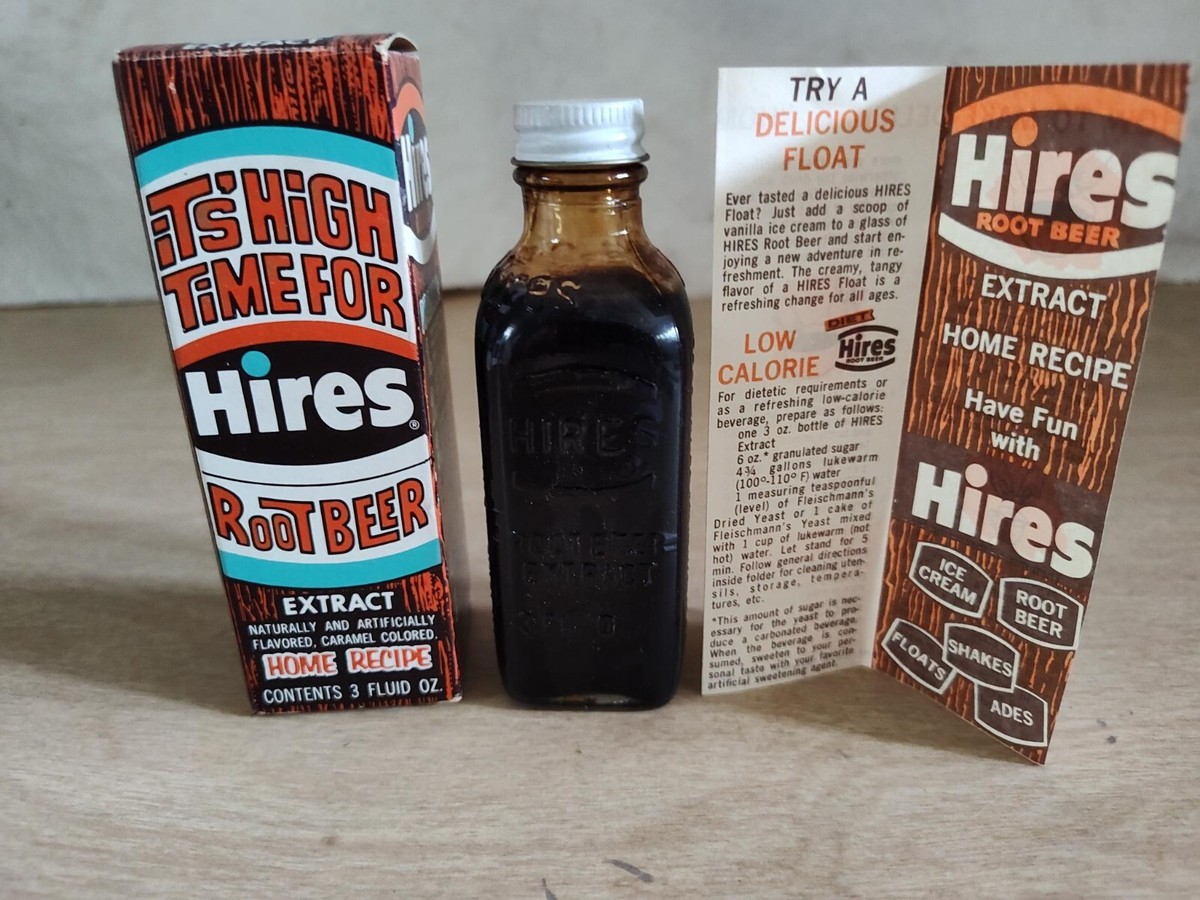 EXTRACT
iT'S HiGH
TiMEFOR
Hires®
ROOTBEER
EXTRACT
NATURALLY AND ARTIFICIALLY
FLAVORED, CARAMEL COLORED.
HOME RECIPE
CONTENTS 3 FLUID OZ.
Hires
HIRES
ROOT BEER
EXTRACT
TRY A
DELICIOUS
FLOAT
Ever tasted a delicious HIRES
Float? Just add a scoop of
vanilla ice cream to a glass of
HIRES Root Beer and start en-
joying a new adventure in re-
freshment. The creamy, tangy
flavor of a HIRES Float is a
refreshing change for all ages.
LOW
CALORIE
DIET
Hires
ROOT BEER
For dietetic requirements or
as a refreshing low-calorie
beverage, prepare as follows:
one 3 oz. bottle of HIRES
Extract
6 oz.* granulated sugar
4¾ gallons lukewarm
(100°-110° F) water
1 measuring teaspoonful
(level) of Fleischmann's
Dried Yeast or 1 cake of
Fleischmann's Yeast mixed
with 1 cup of lukewarm (not
hot) water. Let stand for 5
min. Follow general directions
inside folder for cleaning uten-
sils, storage, tempera-
tures, etc.
*This amount of sugar is nec-
essary for the yeast to pro-
duce a carbonated beverage.
When the beverage is con-
sumed, sweeten to your per-
sonal taste with your favorite
artificial sweetening agent.
Hires
ROOT BEER
EXTRACT
HOME RECIPE
Have Fun
with
Hires
ICE
CREAM
ROOT
BEER
FLOATS
SHAKES
ADES